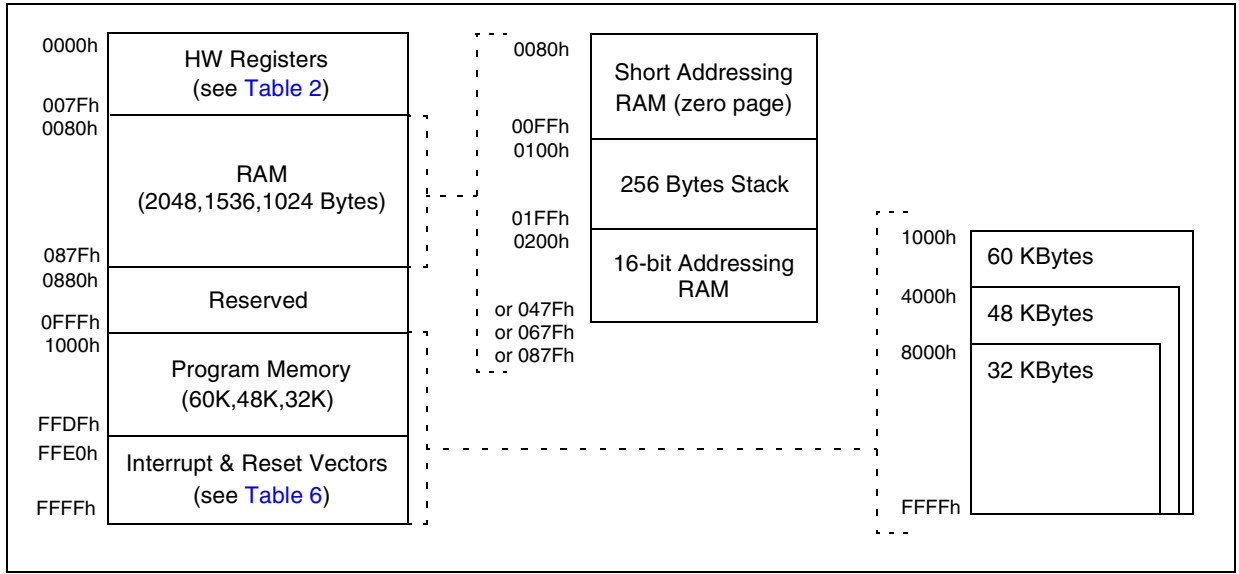 0000h
HW Registers
(see Table 2)
007Fh
0080h
RAM
(2048,1536,1024 Bytes)
087Fh
0880h
Reserved
0FFFh
1000h
Program Memory
(60K,48K,32K)
FFDFh
FFE0h
Interrupt & Reset Vectors
(see Table 6)
FFFFh
0080h
Short Addressing
RAM (zero page)
00FFh
0100h
256 Bytes Stack
01FFh
0200h
16-bit Addressing
RAM
or 047Fh
or 067Fh
or 087Fh
1000h
60 KBytes
4000h
48 KBytes
8000h
32 KBytes
FFFFh